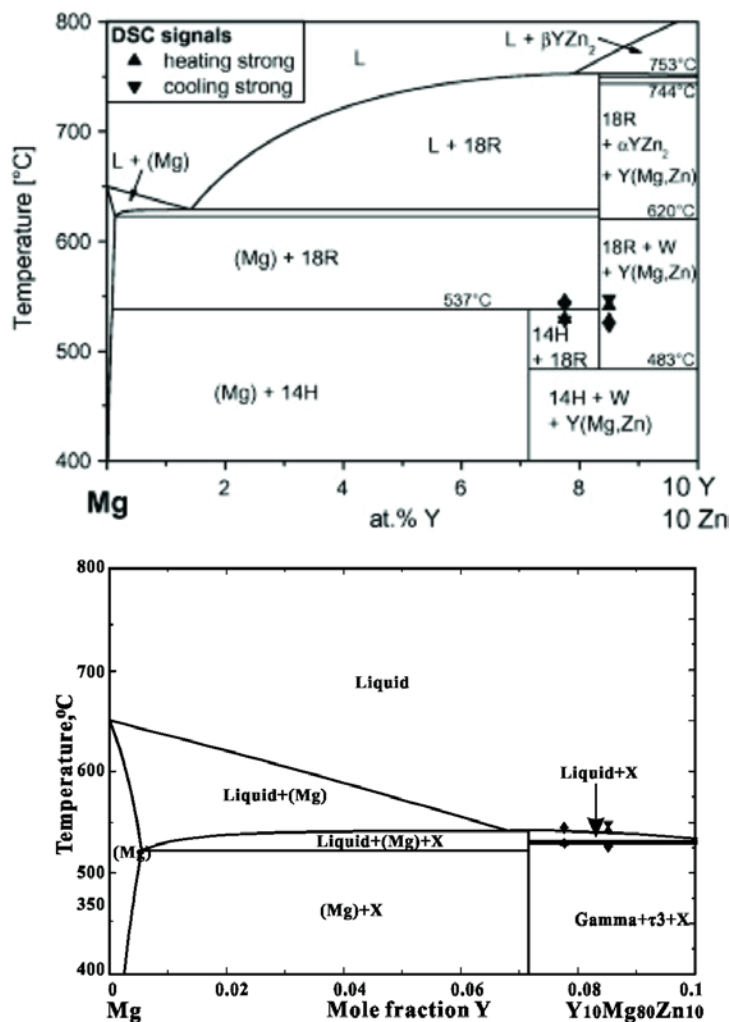 800
700
600
500
400
Temperature [°C]
DSC signals
▲ heating strong
▼ cooling strong
L
L + βYZn2
753°C
744°C
18R
+ αYZn2
+ Y(Mg,Zn)
L + (Mg)
L + 18R
620°C
(Mg) + 18R
18R + W
+ Y(Mg,Zn)
537°C
14H
+ 18R
483°C
(Mg) + 14H
14H + W
+ Y(Mg,Zn)
Mg
2
4
6
8
10 Y
10 Zn
at.% Y
800
700
600
500
350
400
Temperature,ºC
Liquid
Liquid+X
Liquid+(Mg)
Liquid+(Mg)+X
(Mg)
(Mg)+X
Gamma+τ3+X
0
0.02
0.04
0.06
0.08
0.1
Mg
Mole fraction Y
Y10Mg80Zn10